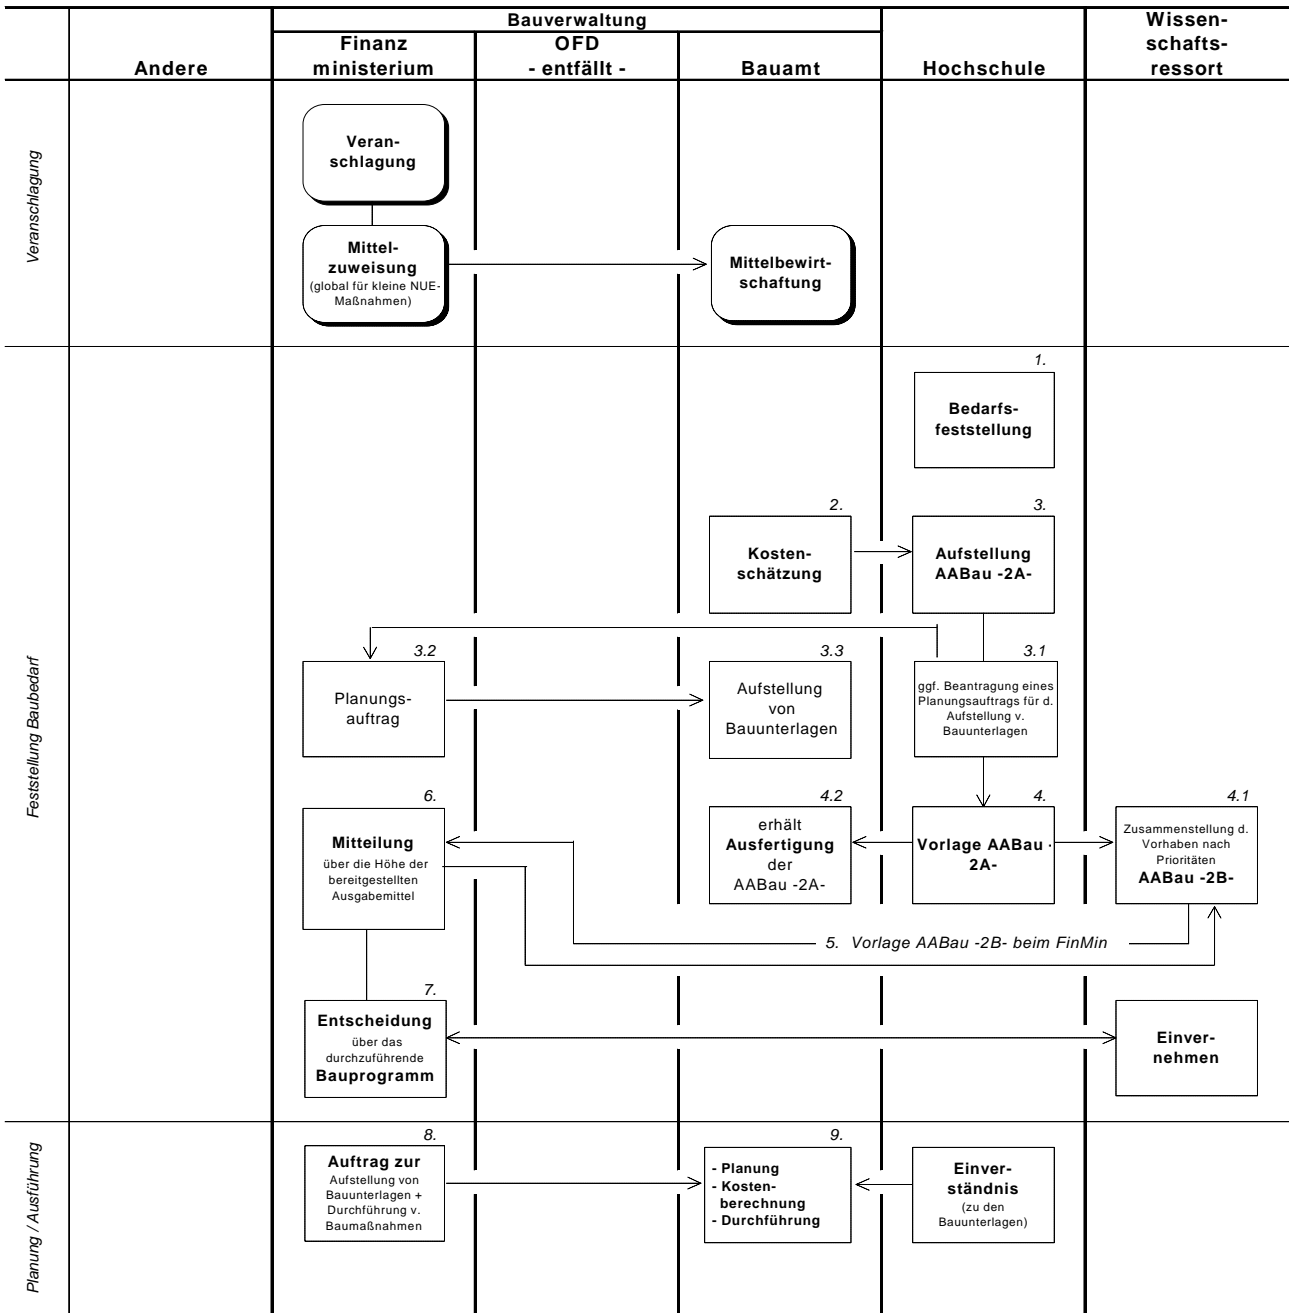 Bauverwaltung
Wissen-
schafts-
ressort
Finanz
ministerium
OFD
- entfällt -
Andere
Bauamt
Hochschule
Veranschlagung
Veran-
schlagung
Mittel-
zuweisung
(global für kleine NUE-
Maßnahmen)
Mittelbewirt-
schaftung
Feststellung Baubedarf
1.
Bedarfs-
feststellung
2.
Kosten-
schätzung
3.
Aufstellung
AABau -2A-
3.2
Planungs-
auftrag
3.3
Aufstellung
von
Bauunterlagen
3.1
ggf. Beantragung eines
Planungsauftrags für d.
Aufstellung v.
Bauunterlagen
6.
Mitteilung
über die Höhe der
bereitgestellten
Ausgabemittel
4.2
erhält
Ausfertigung
der
AABau -2A-
4.
Vorlage AABau -
2A-
4.1
Zusammenstellung d.
Vorhaben nach
Prioritäten
AABau -2B-
5. Vorlage AABau -2B- beim FinMin
7.
Entscheidung
über das
durchzuführende
Bauprogramm
Einver-
nehmen
Planung / Ausführung
8.
Auftrag zur
Aufstellung von
Bauunterlagen +
Durchführung v.
Baumaßnahmen
9.
- Planung
- Kosten-
berechnung
- Durchführung
Einver-
ständnis
(zu den
Bauunterlagen)